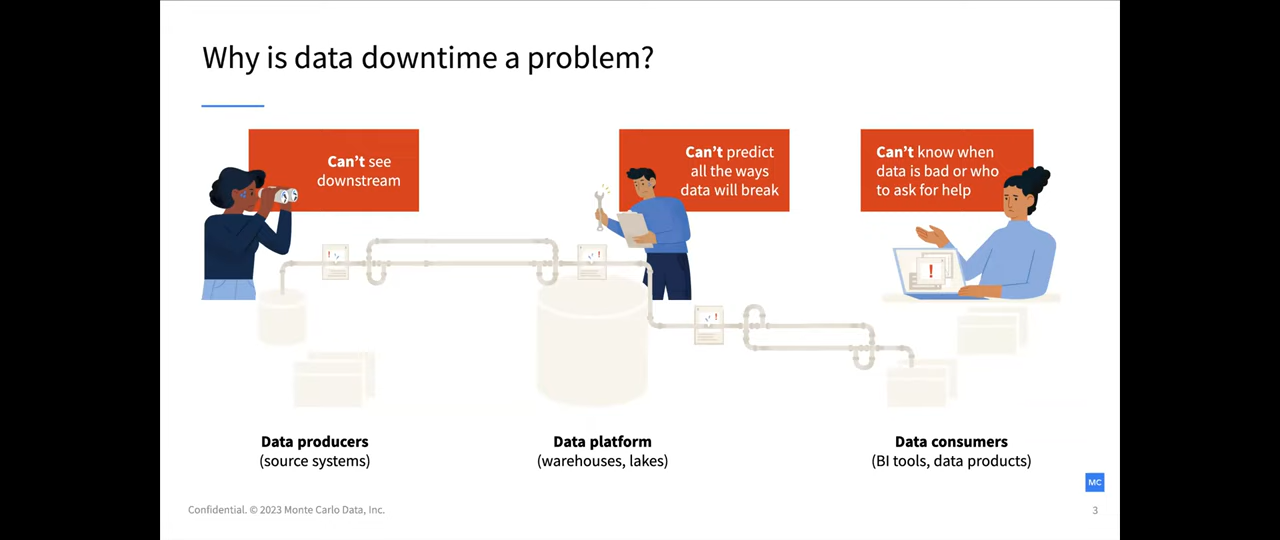 Why is data downtime a problem?
Can't see
downstream
Can't predict
all the ways
data will break
Can't know when
data is bad or who
to ask for help
!
!
!
!
Data producers
(source systems)
Data platform
(warehouses, lakes)
Data consumers
(BI tools, data products)
MC
Confidential. © 2023 Monte Carlo Data, Inc.
3